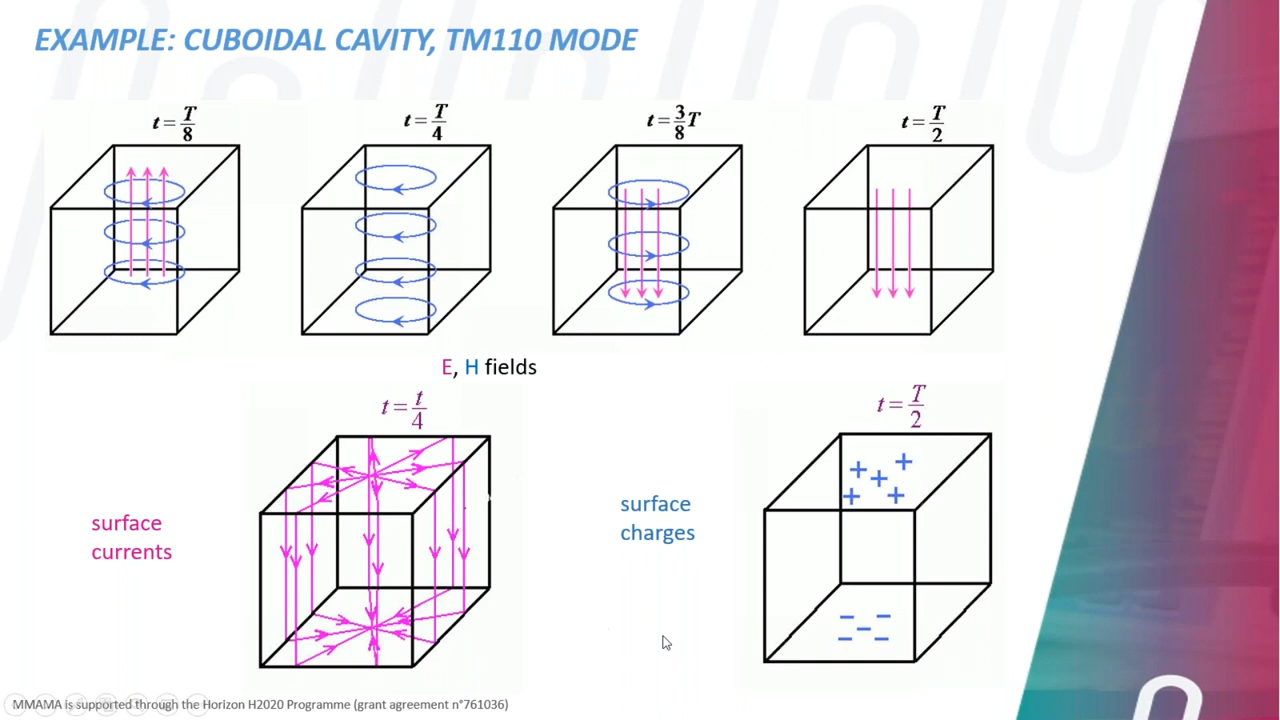 EXAMPLE: CUBOIDAL CAVITY, TM110 MODE
t = T/8
t = T/4
t = 3/8 T
t = T/2
E, H fields
t = t/4
t = T/2
surface
currents
surface
charges
MMAMA is supported through the Horizon H2020 Programme (grant agreement n°761036)